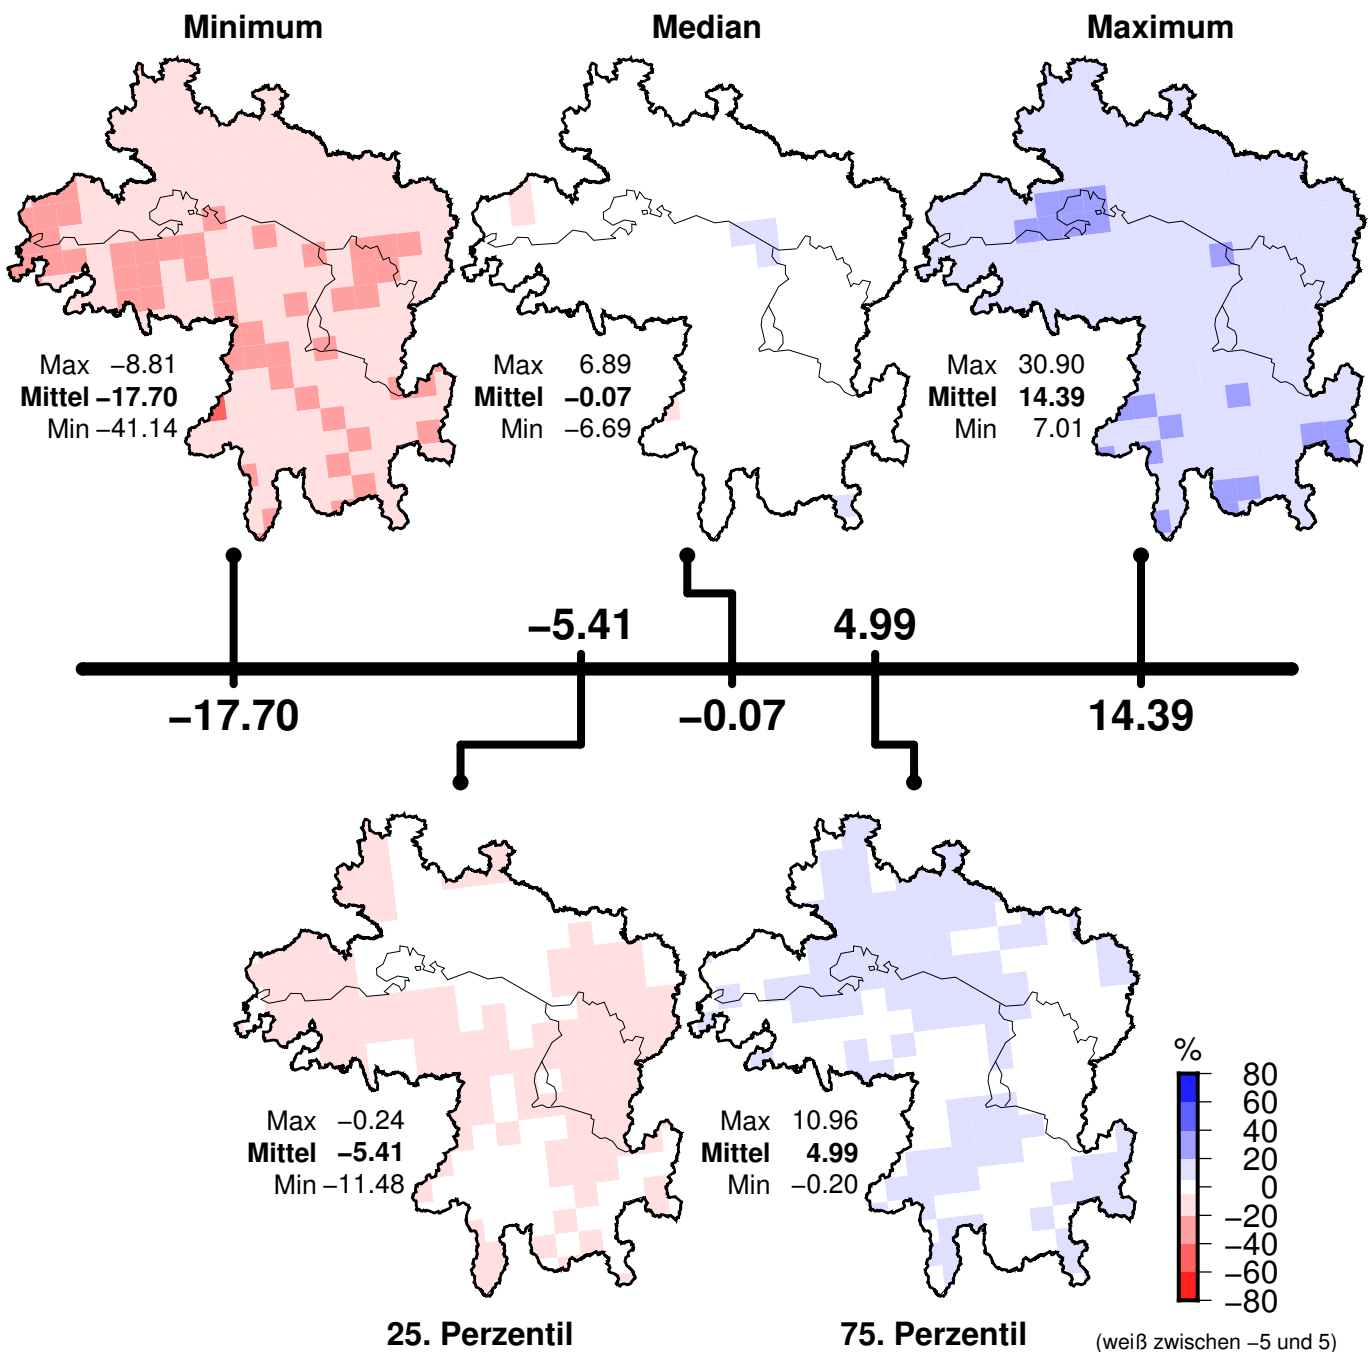 Minimum
Median
Maximum
Max −8.81
Mittel −17.70
Min −41.14
Max 6.89
Mittel −0.07
Min −6.69
Max 30.90
Mittel 14.39
Min 7.01
−5.41
4.99
−17.70
−0.07
14.39
Max −0.24
Mittel −5.41
Min −11.48
Max 10.96
Mittel 4.99
Min −0.20
%
80
60
40
20
0
−20
−40
−60
−80
25. Perzentil
75. Perzentil
(weiß zwischen −5 und 5)